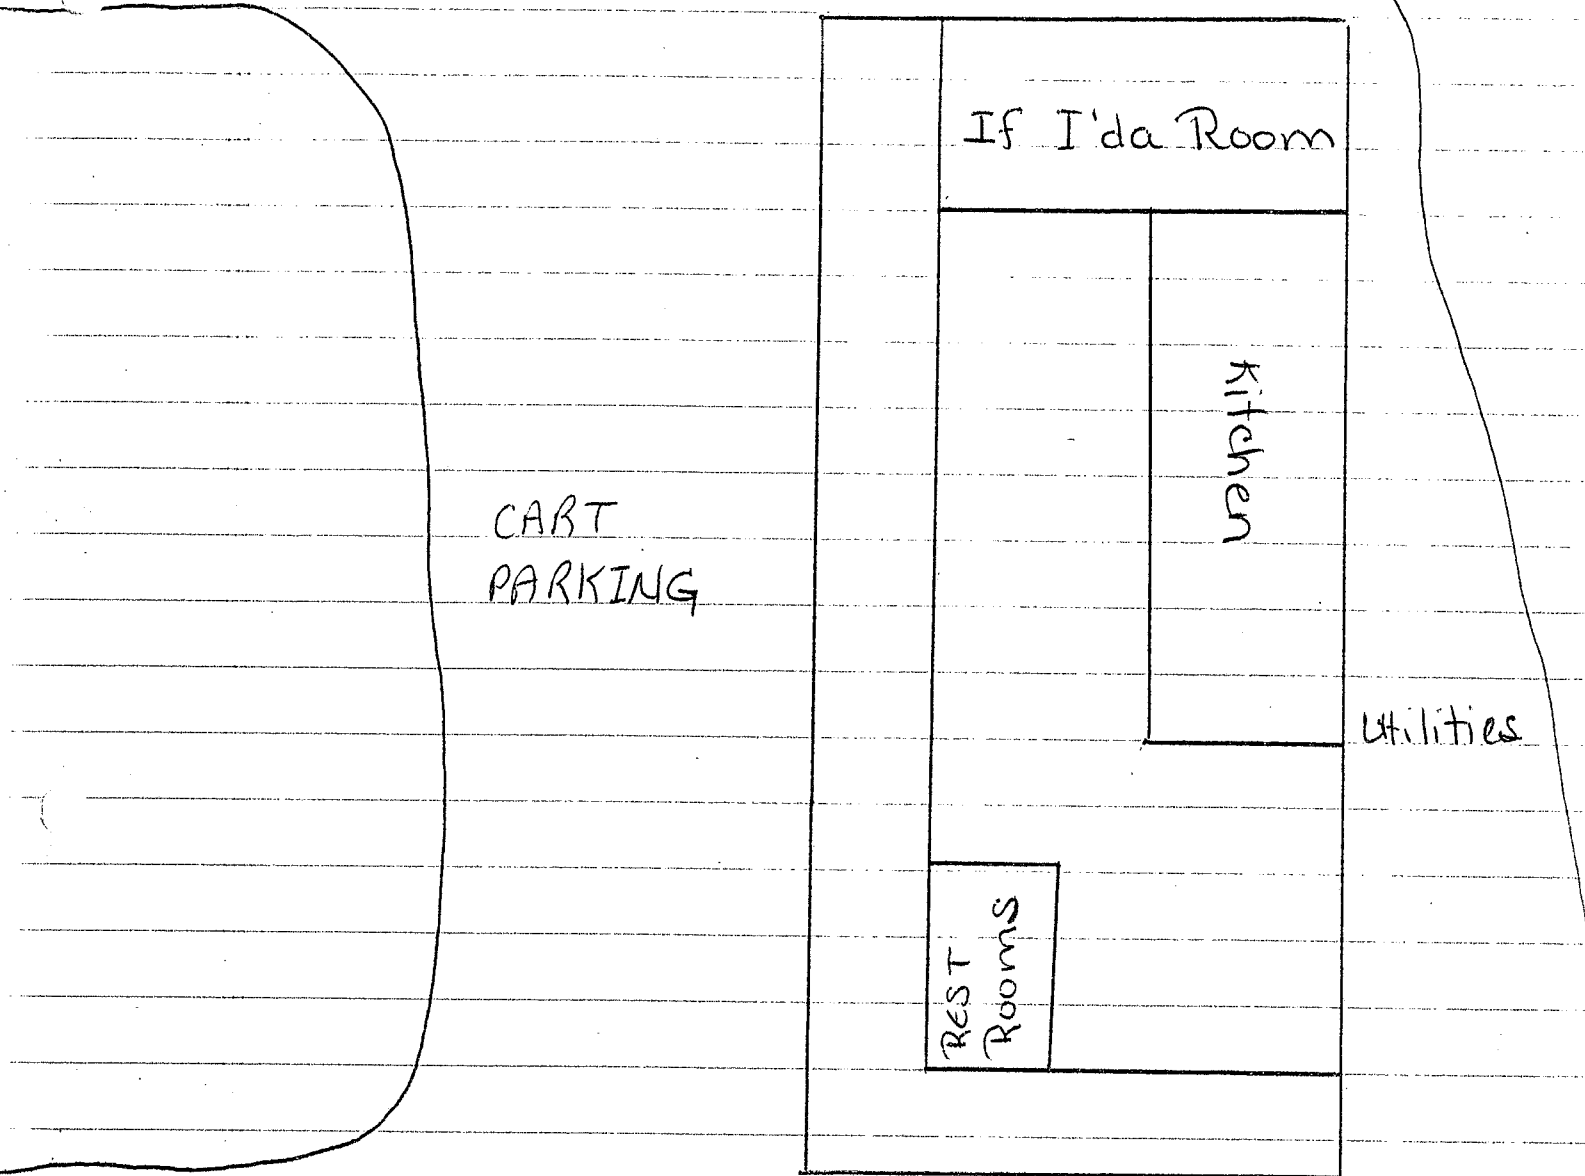 If I'da Room
Kitchen
CART
PARKING
Utilities
REST
Rooms